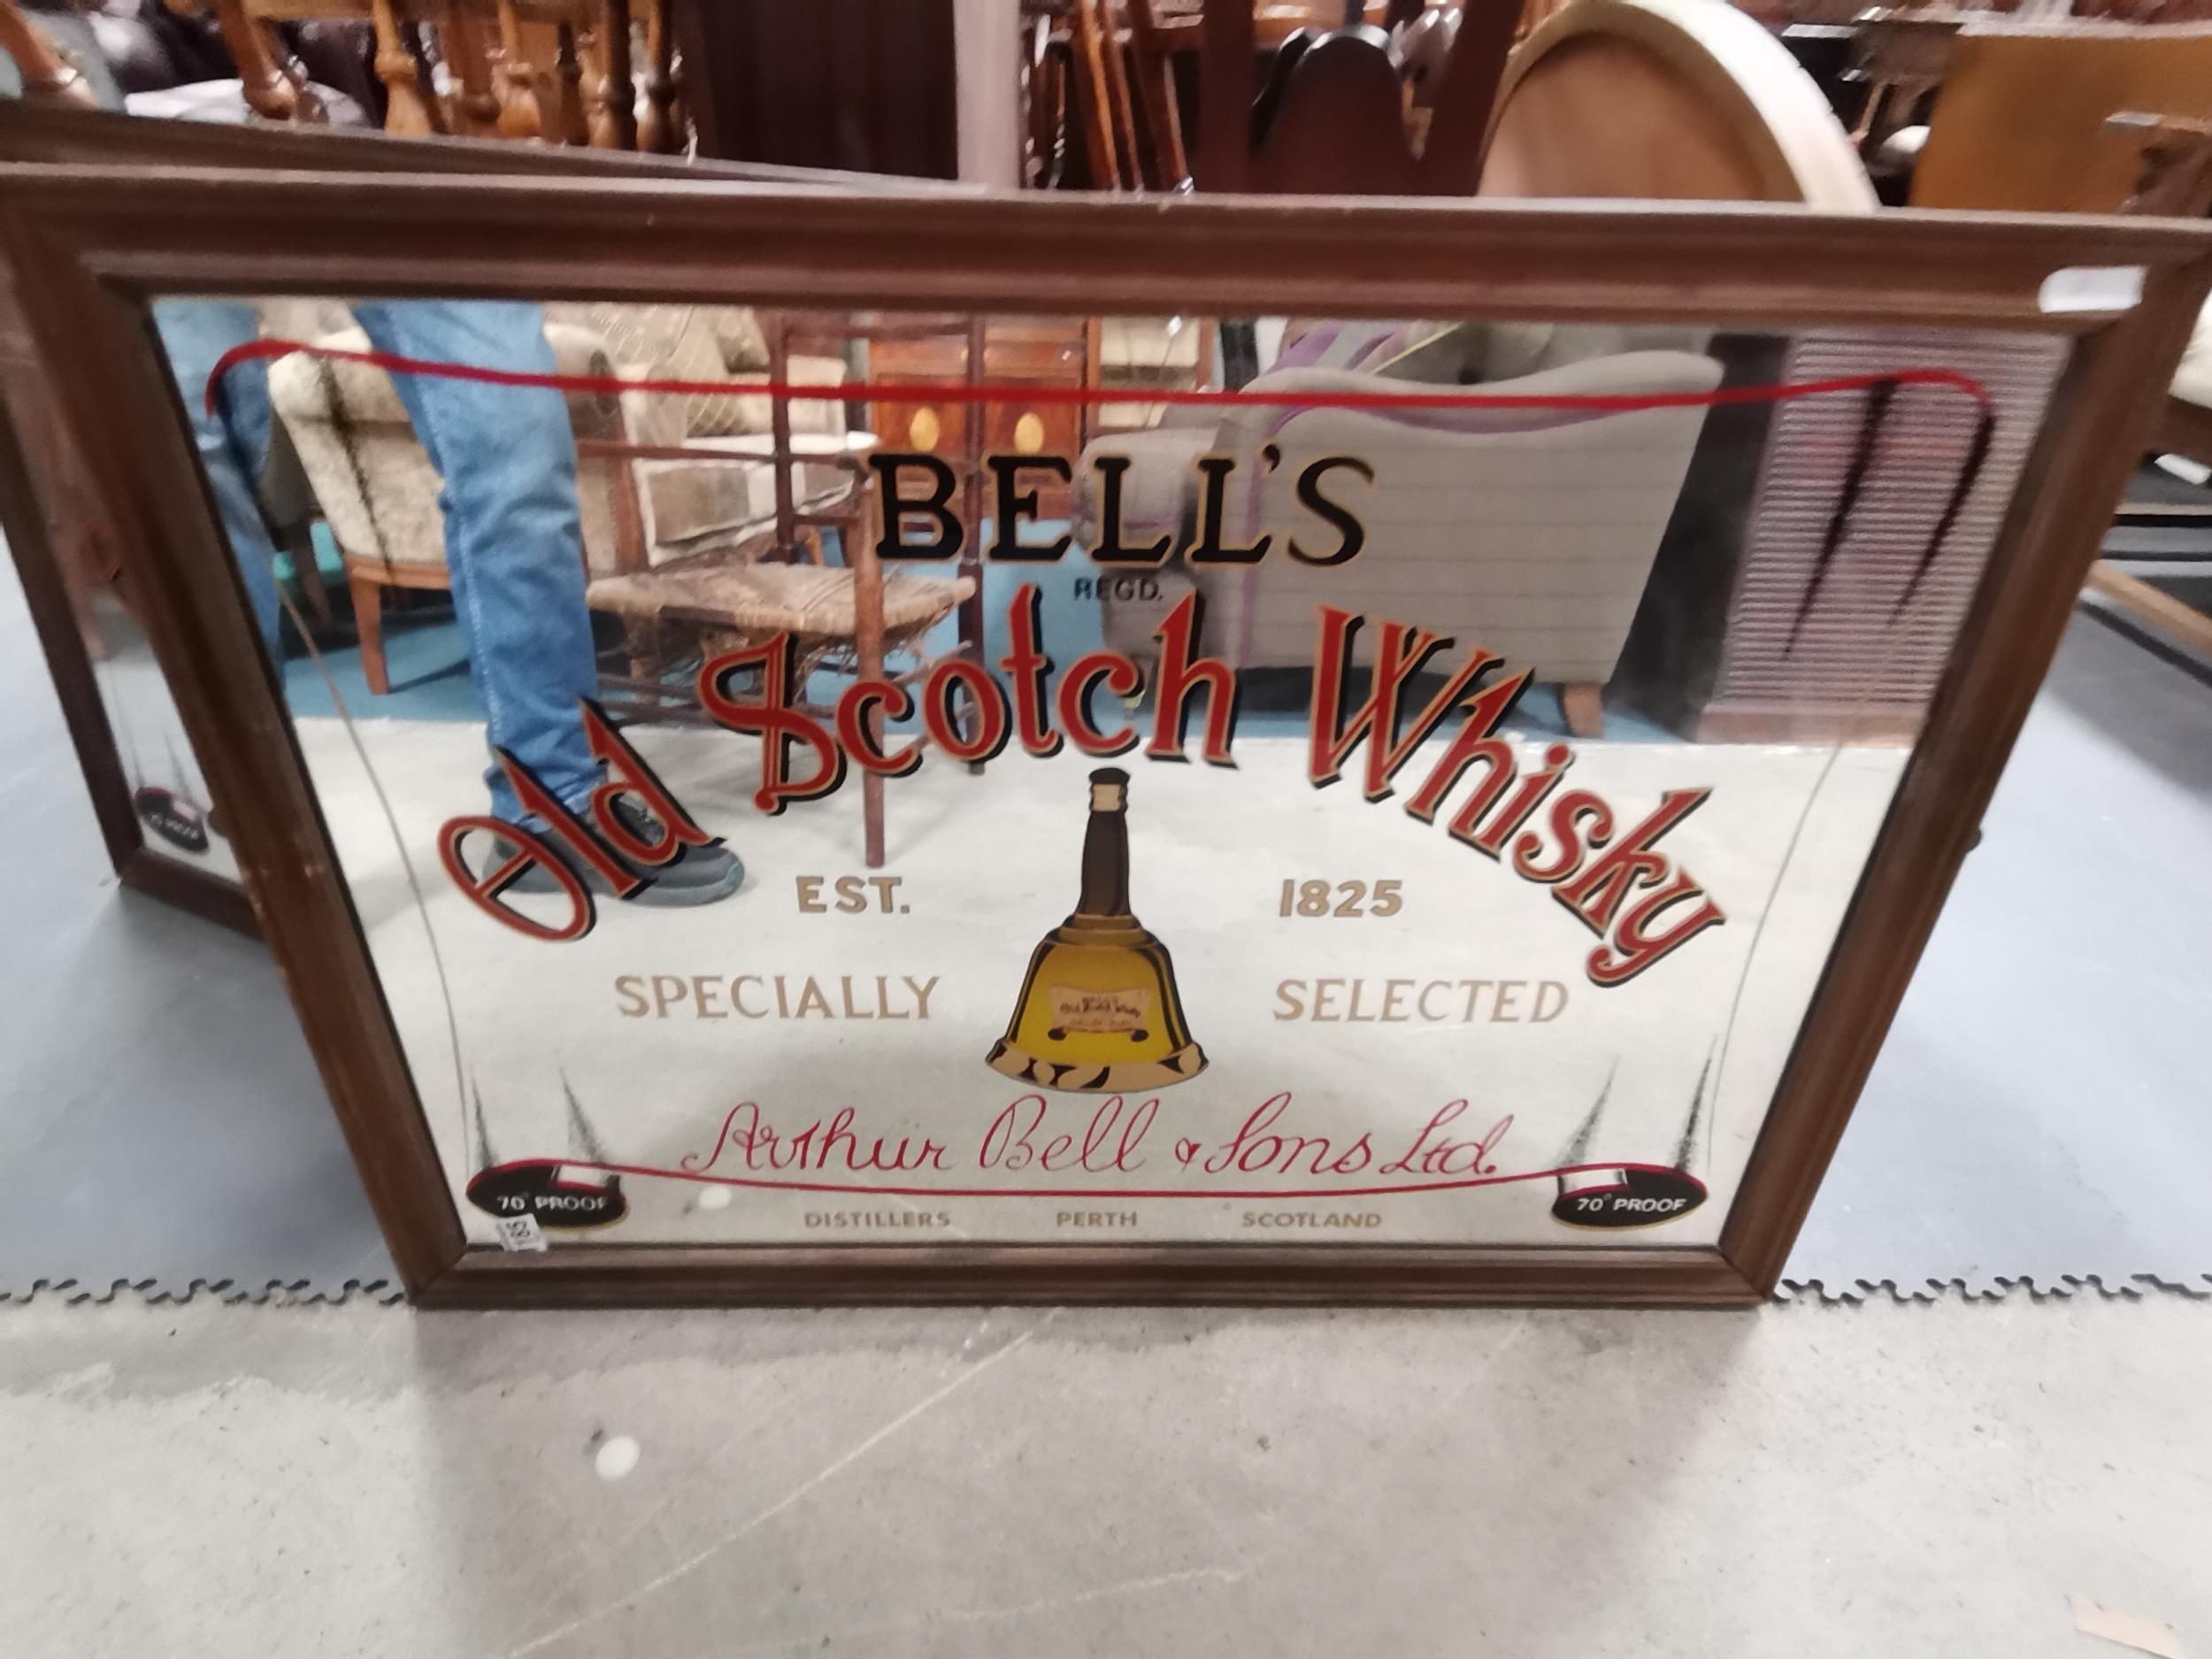 BELL'S
REGD.
Old Scotch Whisky
EST. 1825
SPECIALLY SELECTED
Arthur Bell & Sons Ltd.
70° PROOF 70° PROOF
DISTILLERS PERTH SCOTLAND